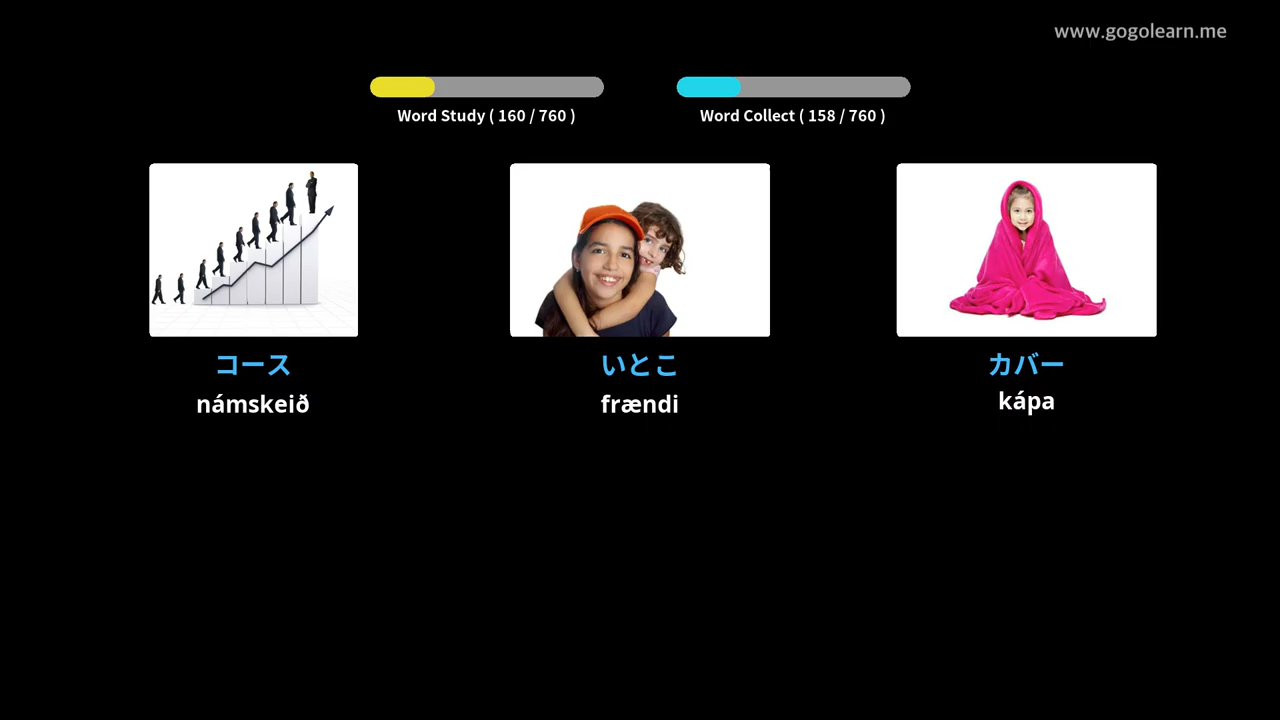 www.gogolearn.me
Word Study ( 160 / 760 )
Word Collect ( 158 / 760 )
コース
námskeið
いとこ
frændi
カバー
kápa